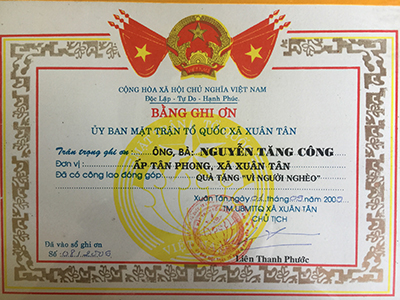 CỘNG HÒA XÃ HỘI CHỦ NGHĨA VIỆT NAM
Độc Lập - Tự Do - Hạnh Phúc.
BẰNG GHI ƠN
ỦY BAN MẶT TRẬN TỔ QUỐC XÃ XUÂN TÂN
Trân trọng ghi ơn : ÔNG, BÀ: NGUYỄN TĂNG CÔNG
Đơn vị : ẤP TÂN PHONG, XÃ XUÂN TÂN
Đã có công lao đóng góp: QUỸ TẶNG "VÌ NGƯỜI NGHÈO"
Xuân Tân, ngày tháng năm 200
TM.UBMTTQ XÃ XUÂN TÂN
CHỦ TỊCH
Đã vào sổ ghi ơn
Số
Liên Thanh Phước